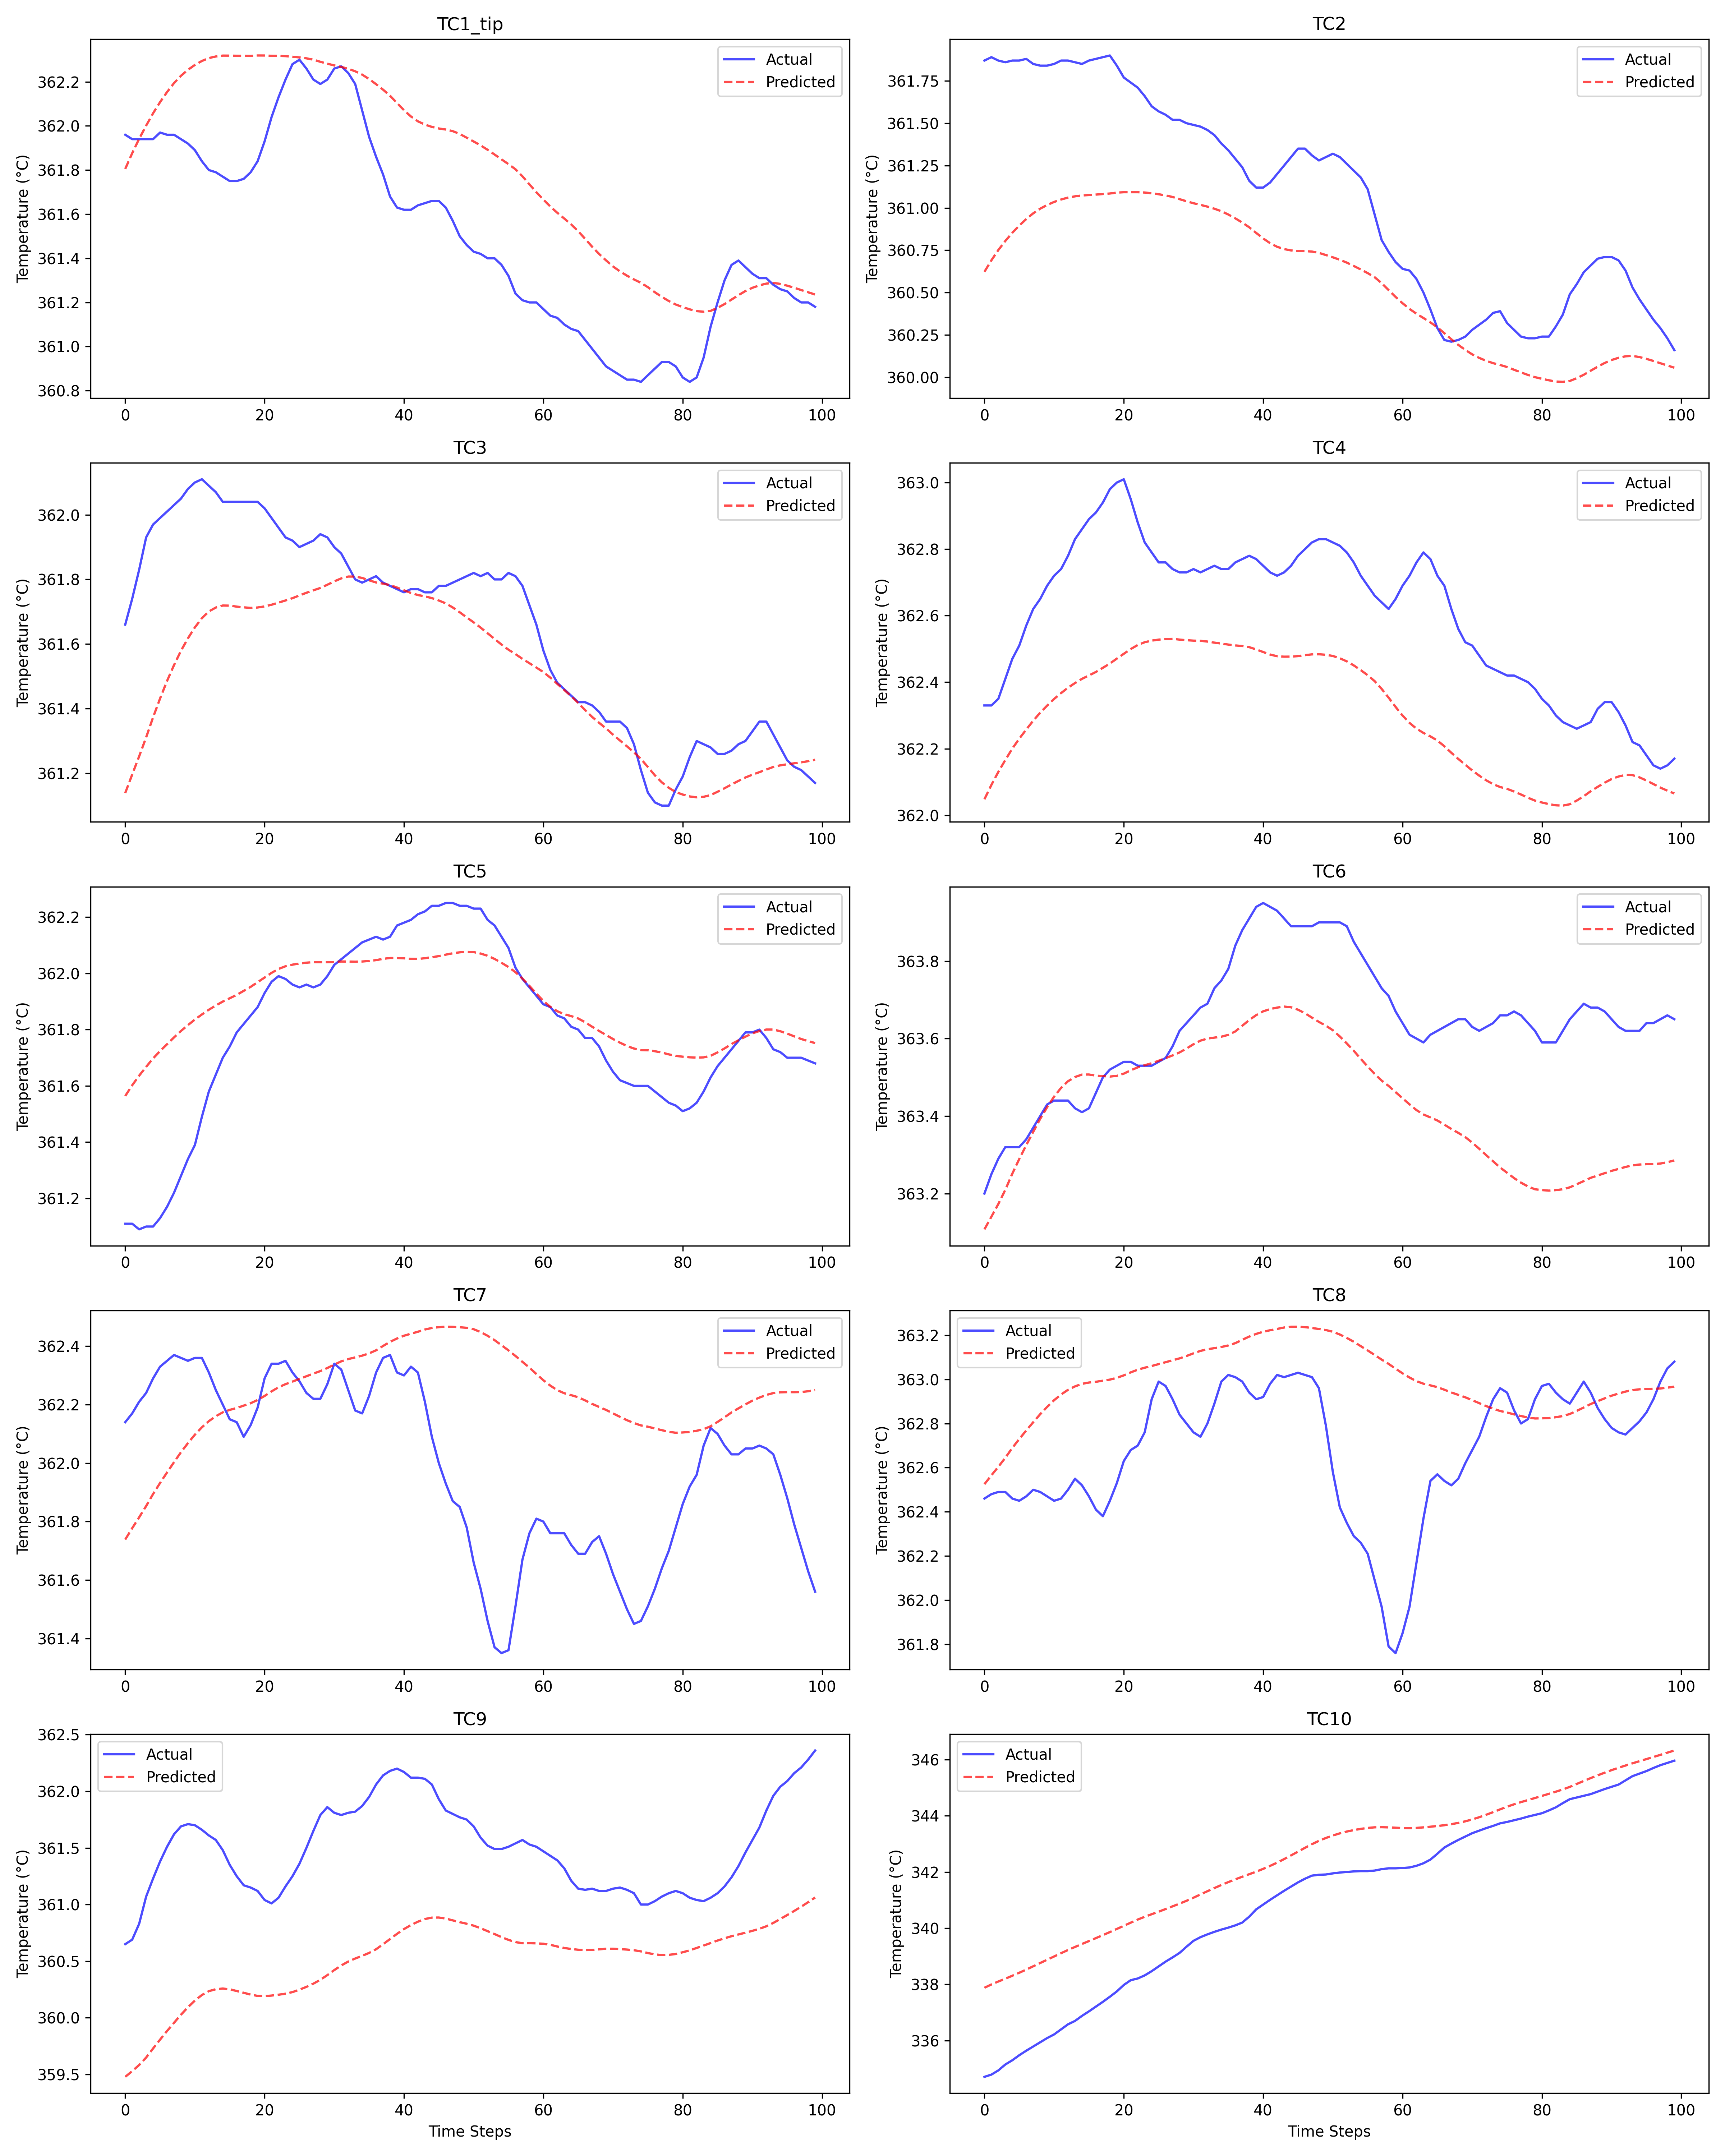 TC1_tip
Temperature (°C)
362.2
362.0
361.8
361.6
361.4
361.2
361.0
360.8
0 20 40 60 80 100
Actual
Predicted
TC2
Temperature (°C)
361.75
361.50
361.25
361.00
360.75
360.50
360.25
360.00
0 20 40 60 80 100
Actual
Predicted
TC3
Temperature (°C)
362.0
361.8
361.6
361.4
361.2
0 20 40 60 80 100
Actual
Predicted
TC4
Temperature (°C)
363.0
362.8
362.6
362.4
362.2
362.0
0 20 40 60 80 100
Actual
Predicted
TC5
Temperature (°C)
362.2
362.0
361.8
361.6
361.4
361.2
0 20 40 60 80 100
Actual
Predicted
TC6
Temperature (°C)
363.8
363.6
363.4
363.2
0 20 40 60 80 100
Actual
Predicted
TC7
Temperature (°C)
362.4
362.2
362.0
361.8
361.6
361.4
0 20 40 60 80 100
Actual
Predicted
TC8
Temperature (°C)
363.2
363.0
362.8
362.6
362.4
362.2
362.0
361.8
0 20 40 60 80 100
Actual
Predicted
TC9
Temperature (°C)
362.5
362.0
361.5
361.0
360.5
360.0
359.5
0 20 40 60 80 100
Time Steps
Actual
Predicted
TC10
Temperature (°C)
346
344
342
340
338
336
0 20 40 60 80 100
Time Steps
Actual
Predicted